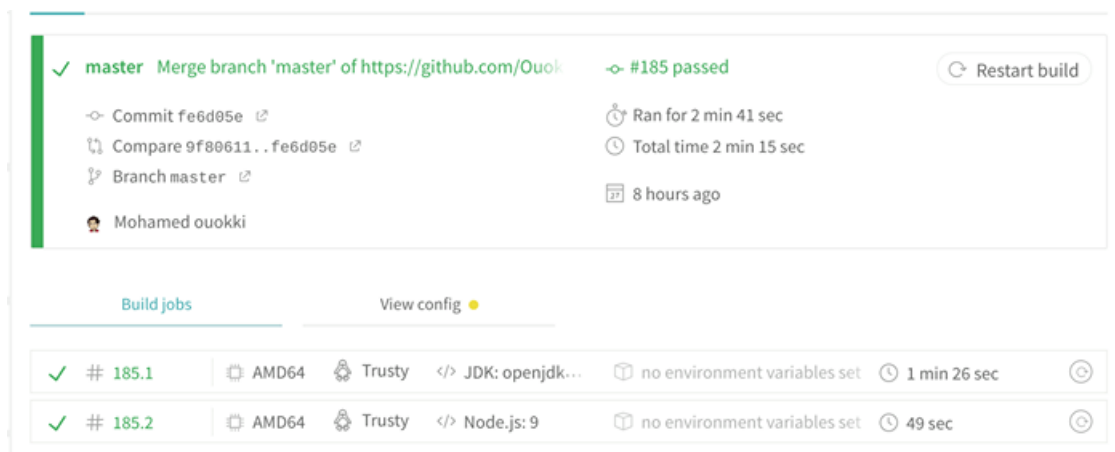 master Merge branch 'master' of https://github.com/Ouok
#185 passed
Restart build
Commit fe6d05e
Ran for 2 min 41 sec
Compare 9f80611..fe6d05e
Total time 2 min 15 sec
Branch master
27 8 hours ago
Mohamed ouokki
Build jobs
View config
# 185.1 AMD64 Trusty </> JDK: openjdk... no environment variables set 1 min 26 sec
# 185.2 AMD64 Trusty </> Node.js: 9 no environment variables set 49 sec